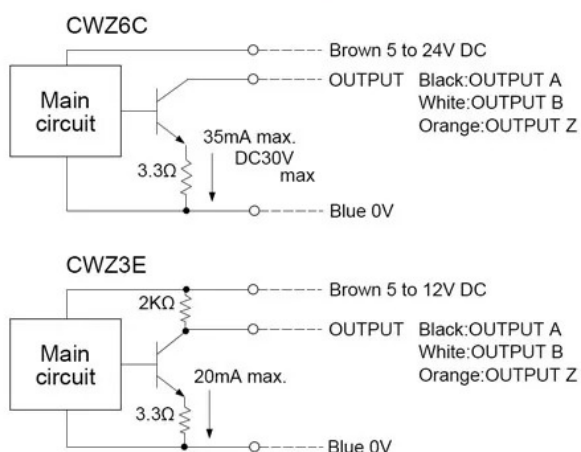 CWZ6C
Brown 5 to 24V DC
OUTPUT Black:OUTPUT A
White:OUTPUT B
Orange:OUTPUT Z
Main
circuit
35mA max.
DC30V
max
3.3Ω
Blue 0V
CWZ3E
Brown 5 to 12V DC
2KΩ
OUTPUT Black:OUTPUT A
White:OUTPUT B
Orange:OUTPUT Z
Main
circuit
20mA max.
3.3Ω
Blue 0V